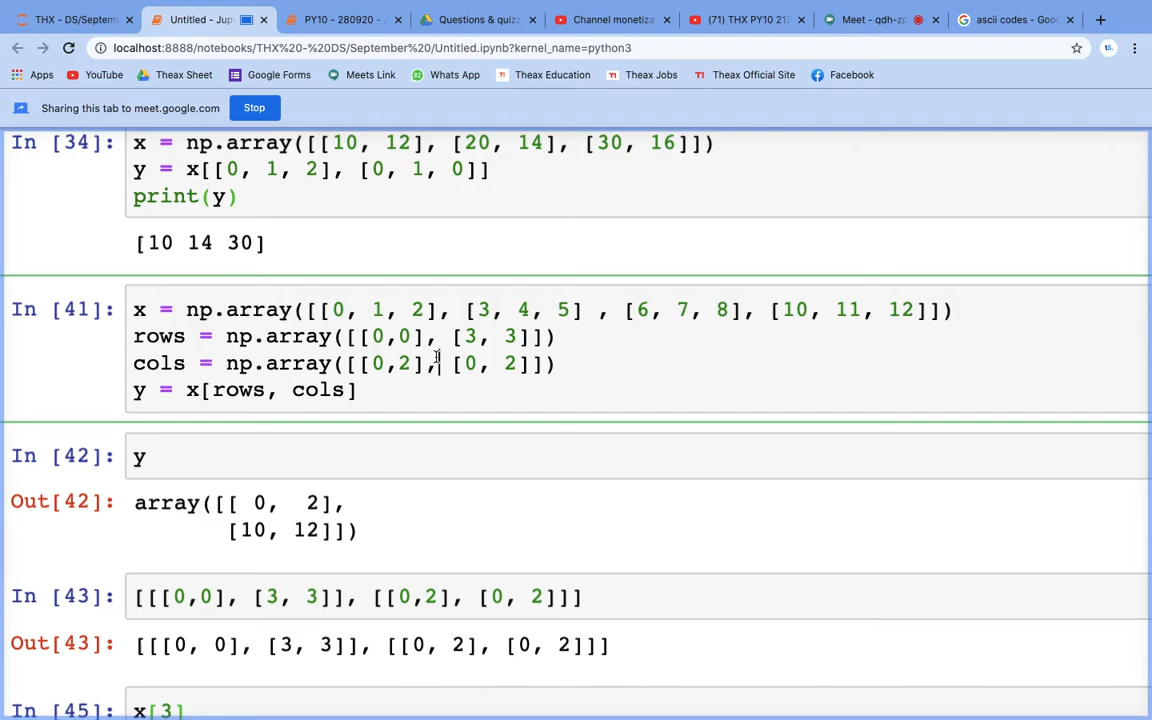 THX - DS/Septem
Untitled - Jup
PY10 - 280920 - J
Questions & quizz
Channel monetiza
(71) THX PY10 213
Meet - qdh-zp
ascii codes - Goog
localhost:8888/notebooks/THX%20-%20DS/September%20/Untitled.ipynb?kernel_name=python3
Apps YouTube Theax Sheet Google Forms Meets Link Whats App Theax Education Theax Jobs Theax Official Site Facebook
Sharing this tab to meet.google.com Stop
In [34]: x = np.array([[10, 12], [20, 14], [30, 16]])
y = x[[0, 1, 2], [0, 1, 0]]
print(y)
[10 14 30]
In [41]: x = np.array([[0, 1, 2], [3, 4, 5] , [6, 7, 8], [10, 11, 12]])
rows = np.array([[0,0], [3, 3]])
cols = np.array([[0,2], [0, 2]])
y = x[rows, cols]
In [42]: y
Out[42]: array([[ 0,  2],
[10, 12]])
In [43]: [[[0,0], [3, 3]], [[0,2], [0, 2]]]
Out[43]: [[[0, 0], [3, 3]], [[0, 2], [0, 2]]]
In [45]: x[3]